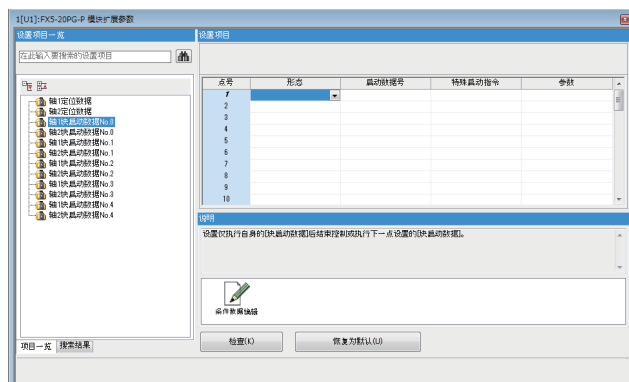 1[U1]:FX5-20PG-P 模块扩展参数
设置项目一览
在此输入要搜索的设置项目
轴1定位数据
轴2定位数据
轴1块启动数据No.0
轴2块启动数据No.0
轴1块启动数据No.1
轴2块启动数据No.1
轴1块启动数据No.2
轴2块启动数据No.2
轴1块启动数据No.3
轴2块启动数据No.3
轴1块启动数据No.4
轴2块启动数据No.4
项目一览 搜索结果
设置项目
点号 形态 启动数据号 特殊启动指令 参数
1
2
3
4
5
6
7
8
9
10
说明
设置仅执行自身的[块启动数据]后结束控制或执行下一点设置的[块启动数据]。
条件数据编辑
检查(K) 恢复为默认(U)